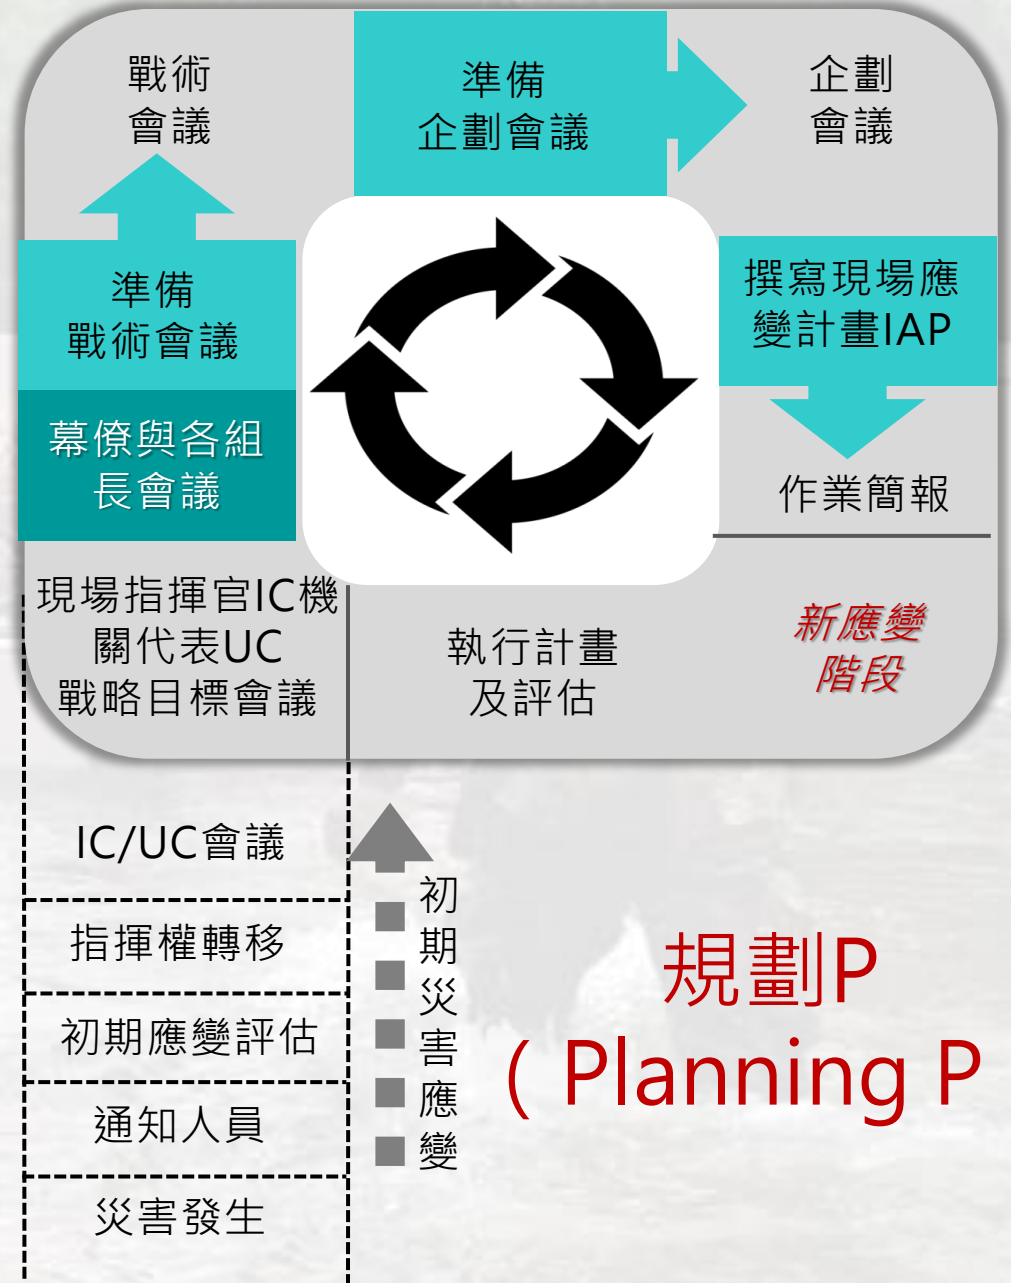 戰術
會議
準備
企劃會議
企劃
會議
準備
戰術會議
撰寫現場應
變計畫IAP
幕僚與各組
長會議
作業簡報
現場指揮官IC機
關代表UC
戰略目標會議
執行計畫
及評估
新應變
階段
IC/UC會議
指揮權轉移
初期應變評估
通知人員
災害發生
初期災害應變
規劃P
( Planning P